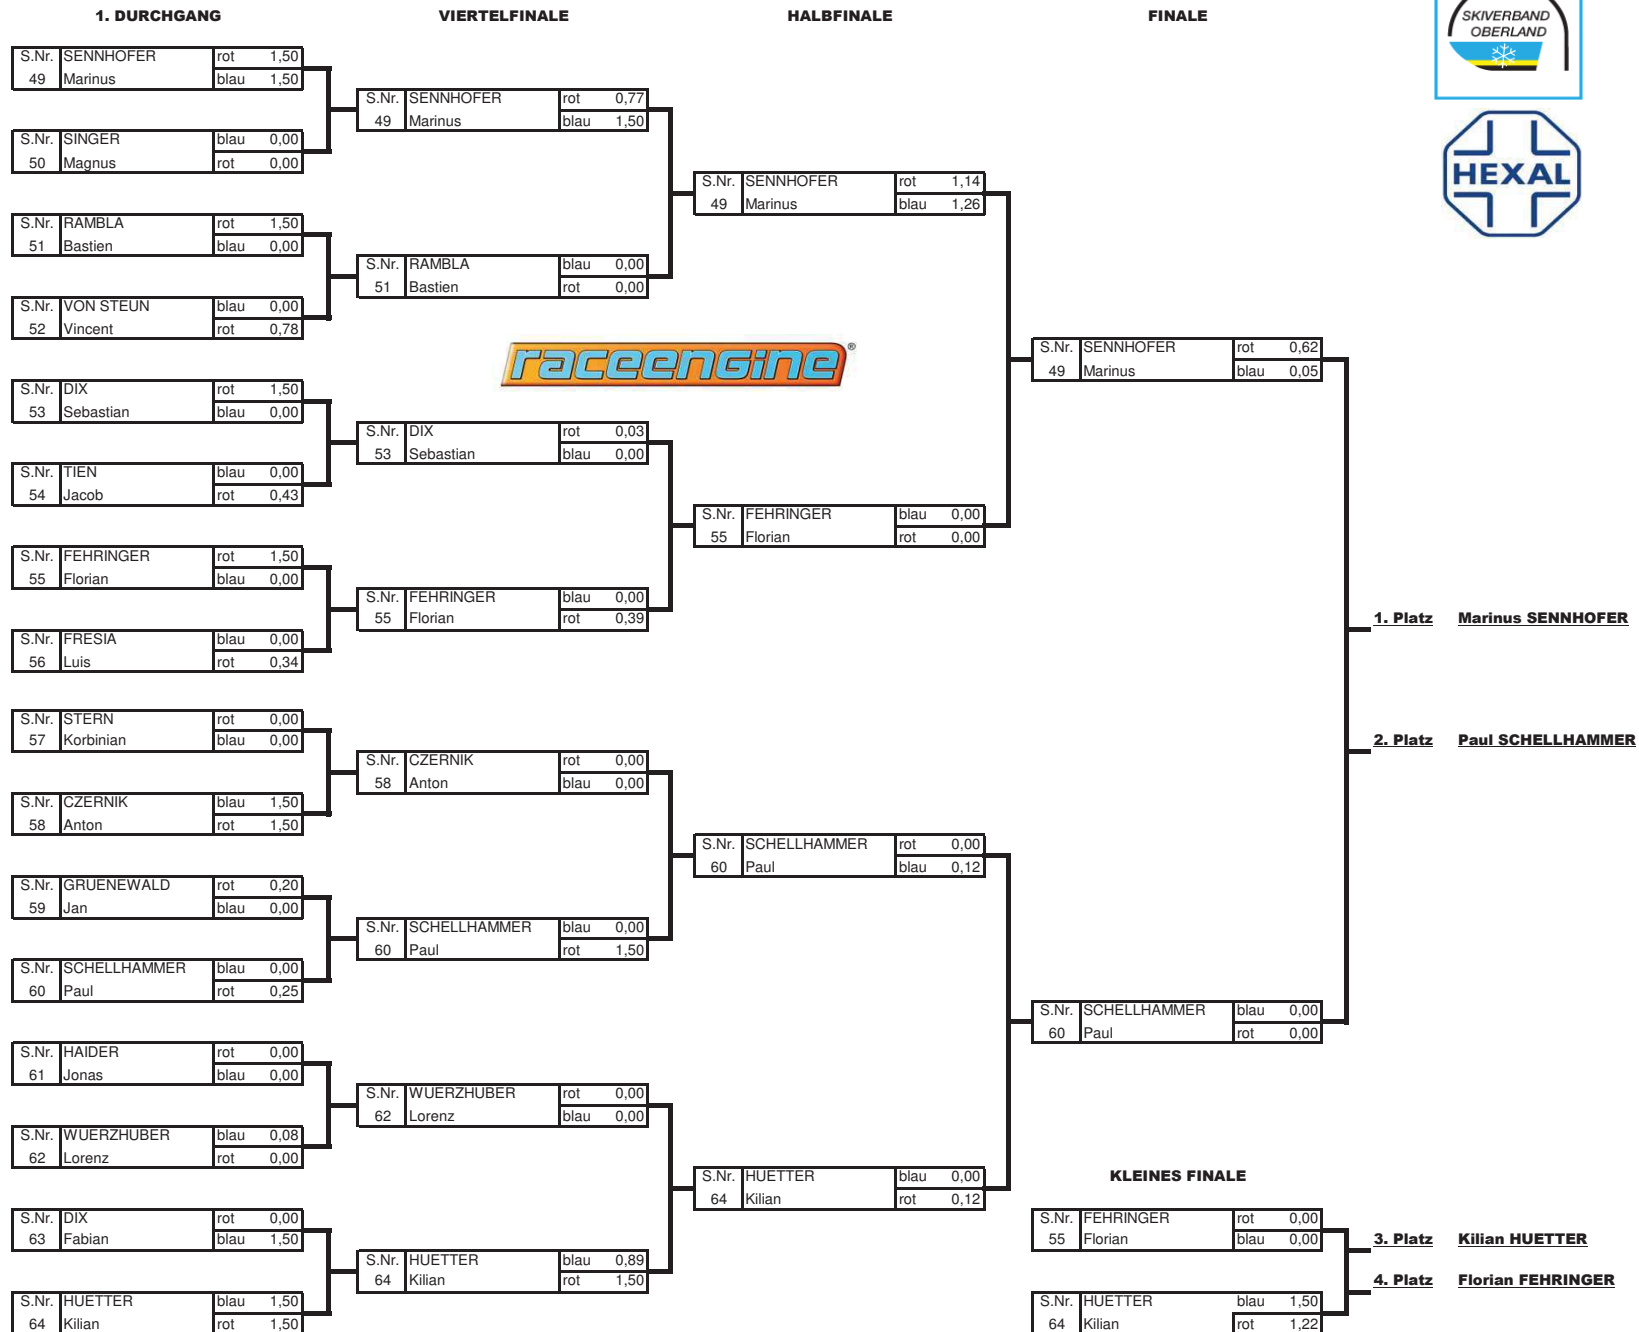 1. DURCHGANG VIERTELFINALE HALBFINALE FINALE
SKIVERBAND
OBERLAND
HEXAL
S.Nr. SENNHOFER rot 1,50
49 Marinus blau 1,50
S.Nr. SINGER blau 0,00
50 Magnus rot 0,00
S.Nr. RAMBLA rot 1,50
51 Bastien blau 0,00
S.Nr. VON STEUN blau 0,00
52 Vincent rot 0,78
S.Nr. DIX rot 1,50
53 Sebastian blau 0,00
S.Nr. TIEN blau 0,00
54 Jacob rot 0,43
S.Nr. FEHRINGER rot 1,50
55 Florian blau 0,00
S.Nr. FRESIA blau 0,00
56 Luis rot 0,34
S.Nr. STERN rot 0,00
57 Korbinian blau 0,00
S.Nr. CZERNIK blau 1,50
58 Anton rot 1,50
S.Nr. GRUENEWALD rot 0,20
59 Jan blau 0,00
S.Nr. SCHELLHAMMER blau 0,00
60 Paul rot 0,25
S.Nr. HAIDER rot 0,00
61 Jonas blau 0,00
S.Nr. WUERZHUBER blau 0,08
62 Lorenz rot 0,00
S.Nr. DIX rot 0,00
63 Fabian blau 1,50
S.Nr. HUETTER blau 1,50
64 Kilian rot 1,50
S.Nr. SENNHOFER rot 0,77
49 Marinus blau 1,50
S.Nr. RAMBLA blau 0,00
51 Bastien rot 0,00
raceengine®
S.Nr. DIX rot 0,03
53 Sebastian blau 0,00
S.Nr. FEHRINGER blau 0,00
55 Florian rot 0,39
S.Nr. CZERNIK rot 0,00
58 Anton blau 0,00
S.Nr. SCHELLHAMMER blau 0,00
60 Paul rot 1,50
S.Nr. WUERZHUBER rot 0,00
62 Lorenz blau 0,00
S.Nr. HUETTER blau 0,89
64 Kilian rot 1,50
S.Nr. SENNHOFER rot 1,14
49 Marinus blau 1,26
S.Nr. FEHRINGER blau 0,00
55 Florian rot 0,00
S.Nr. SCHELLHAMMER rot 0,00
60 Paul blau 0,12
S.Nr. HUETTER blau 0,00
64 Kilian rot 0,12
S.Nr. SENNHOFER rot 0,62
49 Marinus blau 0,05
S.Nr. SCHELLHAMMER blau 0,00
60 Paul rot 0,00
1. Platz Marinus SENNHOFER
2. Platz Paul SCHELLHAMMER
KLEINES FINALE
S.Nr. FEHRINGER rot 0,00
55 Florian blau 0,00
S.Nr. HUETTER blau 1,50
64 Kilian rot 1,22
3. Platz Kilian HUETTER
4. Platz Florian FEHRINGER